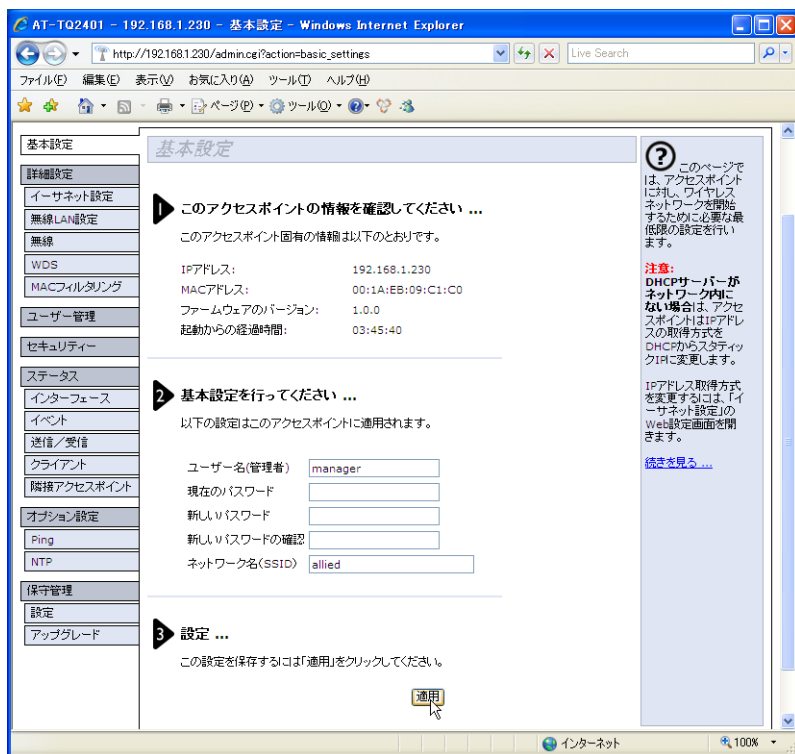 AT-TQ2401 - 192.168.1.230 - 基本設定 - Windows Internet Explorer
http://192.168.1.230/admin.cgi?action=basic_settings
Live Search
ファイル(F) 編集(E) 表示(V) お気に入り(A) ツール(T) ヘルプ(H)
ページ(P) ツール(O)
基本設定
詳細設定
イーサネット設定
無線LAN設定
無線
WDS
MACフィルタリング
ユーザー管理
セキュリティー
ステータス
インターフェース
イベント
送信／受信
クライアント
隣接アクセスポイント
オプション設定
Ping
NTP
保守管理
設定
アップグレード
基本設定
1 このアクセスポイントの情報を確認してください ...
このアクセスポイント固有の情報は以下のとおりです。
IPアドレス: 192.168.1.230
MACアドレス: 00:1A:EB:09:C1:C0
ファームウェアのバージョン: 1.0.0
起動からの経過時間: 03:45:40
2 基本設定を行ってください ...
以下の設定はこのアクセスポイントに適用されます。
ユーザー名(管理者) manager
現在のパスワード
新しいパスワード
新しいパスワードの確認
ネットワーク名(SSID) allied
3 設定 ...
この設定を保存するには「適用」をクリックしてください。
適用
? このページで
は、アクセスポイント
に対し、ワイヤレス
ネットワークを開始
するために必要な最
低限の設定を行い
ます。
注意:
DHCPサーバーが
ネットワーク内に
ない場合は、アクセ
スポイントはIPアドレ
スの取得方式を
DHCPからスタティッ
クIPに変更します。
IPアドレス取得方式
を変更するには、「イ
ーサネット設定」の
Web設定画面を開
きます。
続きを見る ...
インターネット 100%